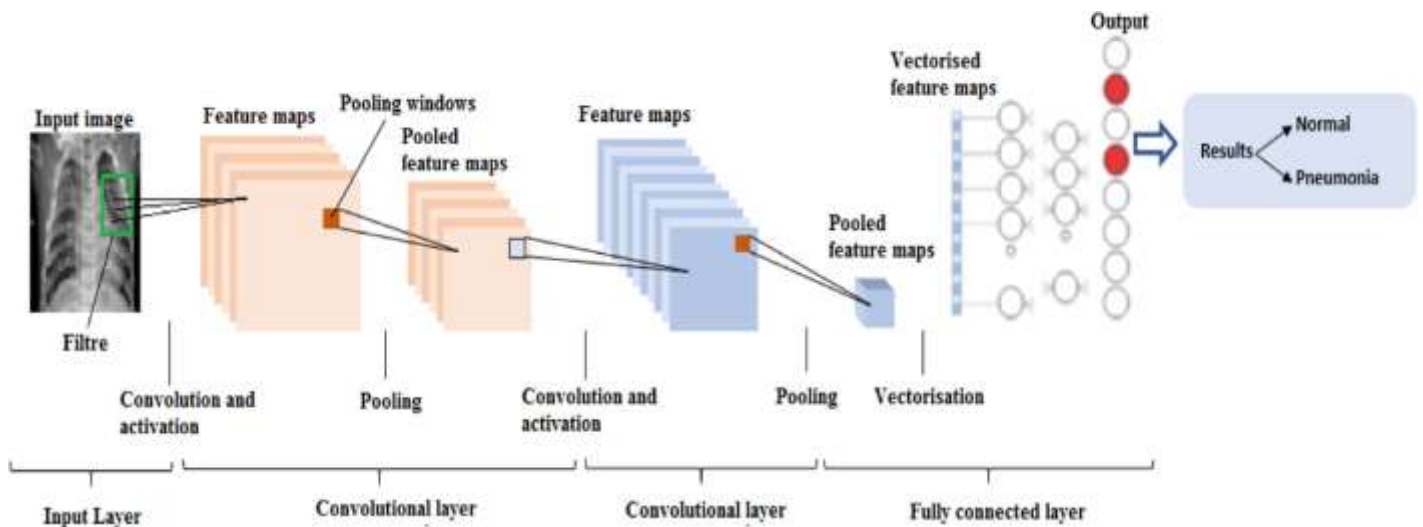 Output
Vectorised
feature maps
Pooling windows
Input image
Feature maps
Feature maps
Pooled
feature maps
Normal
Results
Pneumonia
Pooled
feature maps
Filtre
Convolution and
activation
Pooling
Convolution and
activation
Pooling
Vectorisation
Input Layer
Convolutional layer
Convolutional layer
Fully connected layer